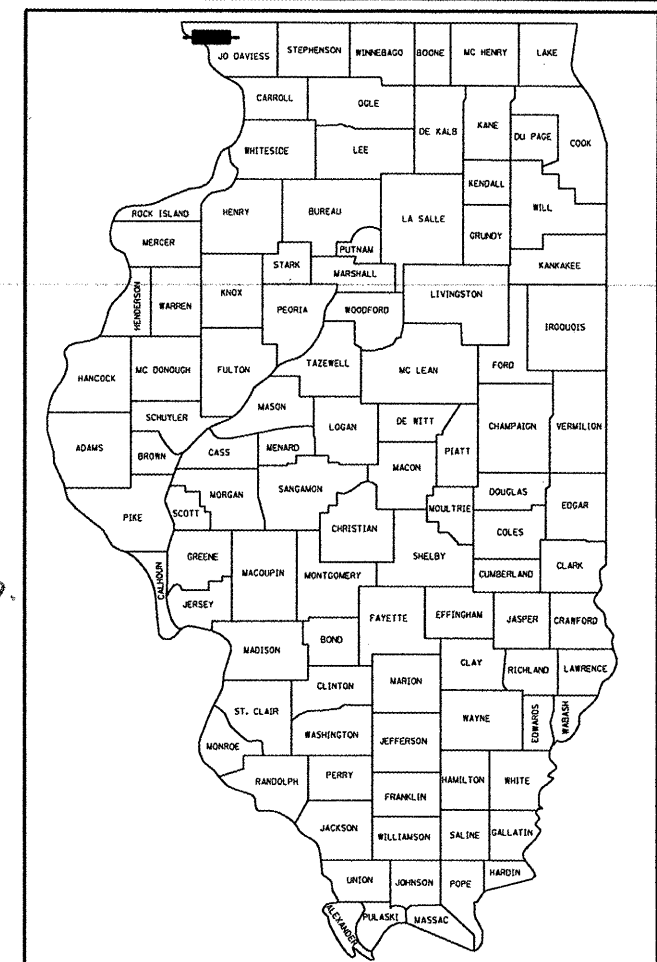 JO DAVIESS
STEPHENSON
WINNEBAGO
BOONE
MC HENRY
LAKE
CARROLL
OGLE
DE KALB
KANE
DU PAGE
COOK
WHITESIDE
LEE
KENDALL
WILL
ROCK ISLAND
HENRY
BUREAU
LA SALLE
GRUNDY
MERCER
PUTNAM
STARK
MARSHALL
KANKAKEE
HENDERSON
WARREN
KNOX
PEORIA
WOODFORD
LIVINGSTON
IROQUOIS
HANCOCK
MC DONOUGH
FULTON
TAZEWELL
MC LEAN
FORD
SCHUYLER
MASON
LOGAN
DE WITT
CHAMPAIGN
VERMILION
ADAMS
BROWN
CASS
MENARD
MACON
PIATT
PIKE
SCOTT
MORGAN
SANGAMON
CHRISTIAN
MOULTRIE
DOUGLAS
EDGAR
COLES
CALHOUN
GREENE
MACOUPIN
MONTGOMERY
SHELBY
CUMBERLAND
CLARK
JERSEY
FAYETTE
EFFINGHAM
JASPER
CRAWFORD
MADISON
BOND
CLAY
RICHLAND
LAWRENCE
CLINTON
MARION
ST. CLAIR
WAYNE
EDWARDS
WABASH
MONROE
WASHINGTON
JEFFERSON
RANDOLPH
PERRY
HAMILTON
WHITE
FRANKLIN
JACKSON
WILLIAMSON
SALINE
GALLATIN
UNION
JOHNSON
POPE
HARDIN
ALEXANDER
PULASKI
MASSAC